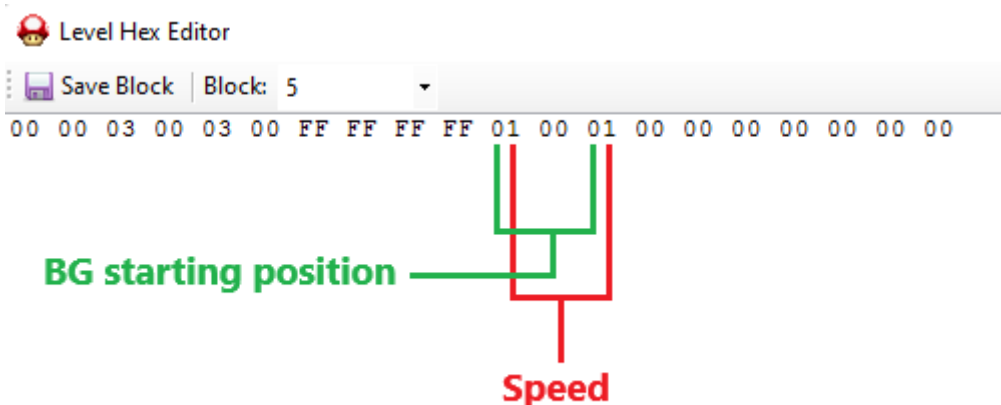 Level Hex Editor
Save Block Block: 5
00 00 03 00 03 00 FF FF FF FF 01 00 01 00 00 00 00 00 00 00
BG starting position
Speed